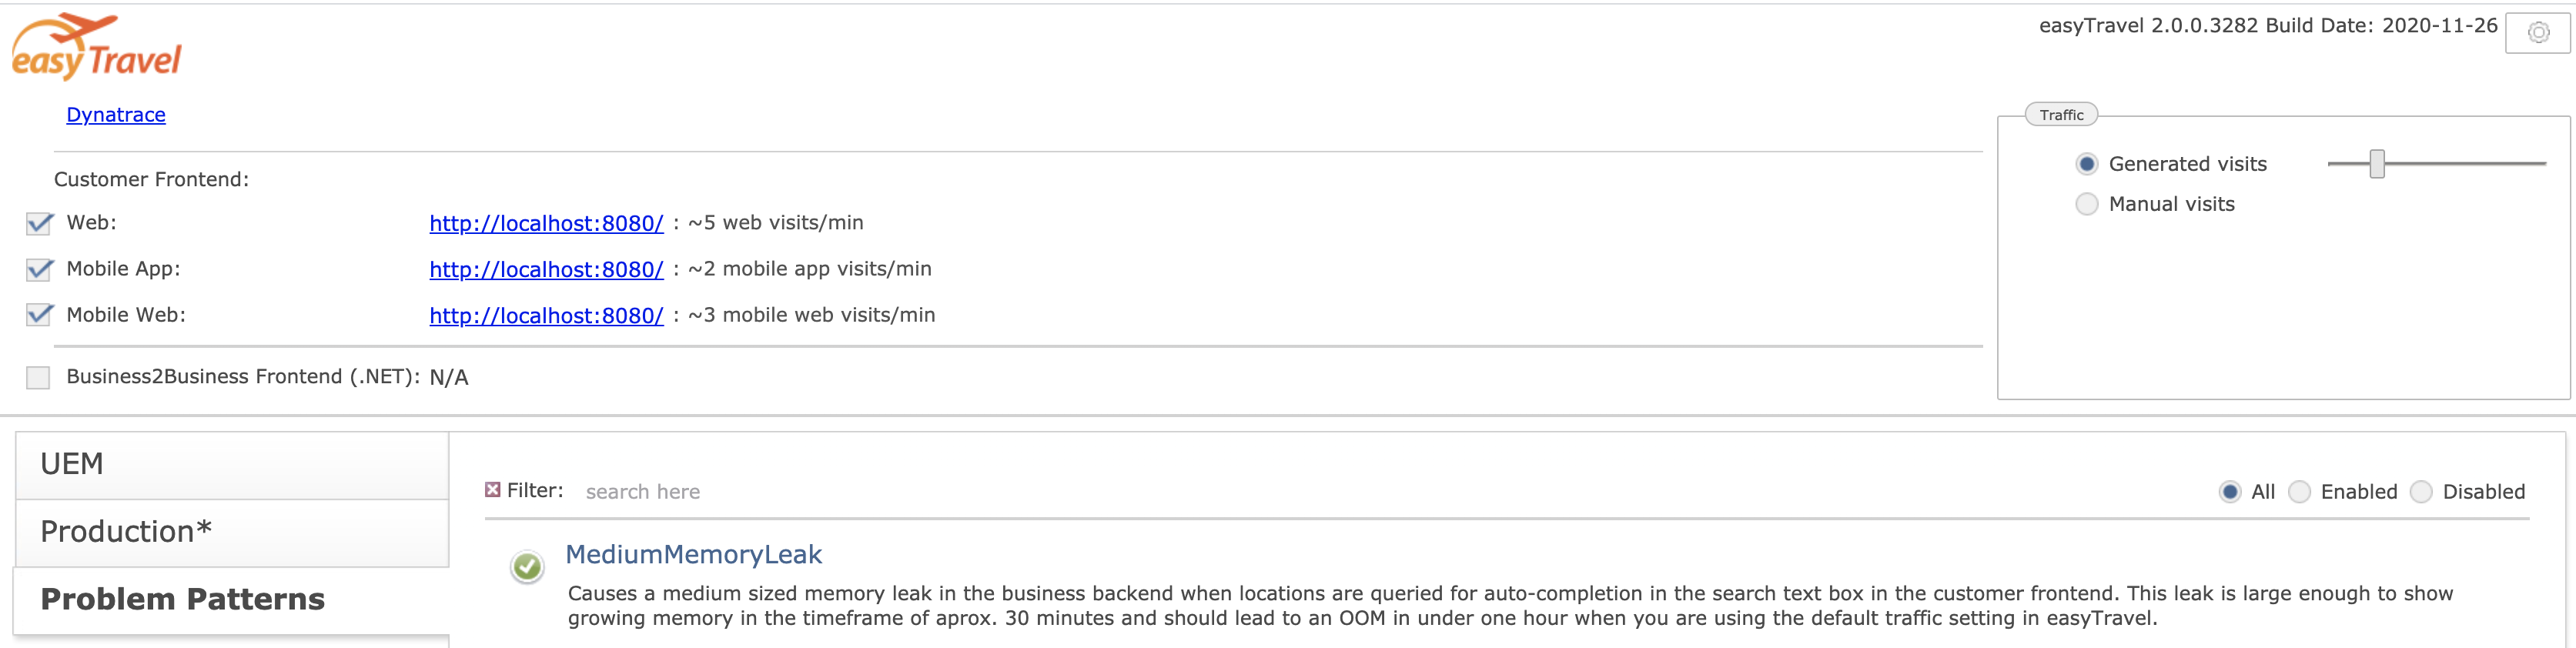 easyTravel 2.0.0.3282 Build Date: 2020-11-26
easyTravel
Dynatrace
Traffic
Generated visits
Manual visits
Customer Frontend:
Web: http://localhost:8080/ : ~5 web visits/min
Mobile App: http://localhost:8080/ : ~2 mobile app visits/min
Mobile Web: http://localhost:8080/ : ~3 mobile web visits/min
Business2Business Frontend (.NET): N/A
UEM
Production*
Problem Patterns
Filter: search here
All Enabled Disabled
MediumMemoryLeak
Causes a medium sized memory leak in the business backend when locations are queried for auto-completion in the search text box in the customer frontend. This leak is large enough to show
growing memory in the timeframe of aprox. 30 minutes and should lead to an OOM in under one hour when you are using the default traffic setting in easyTravel.